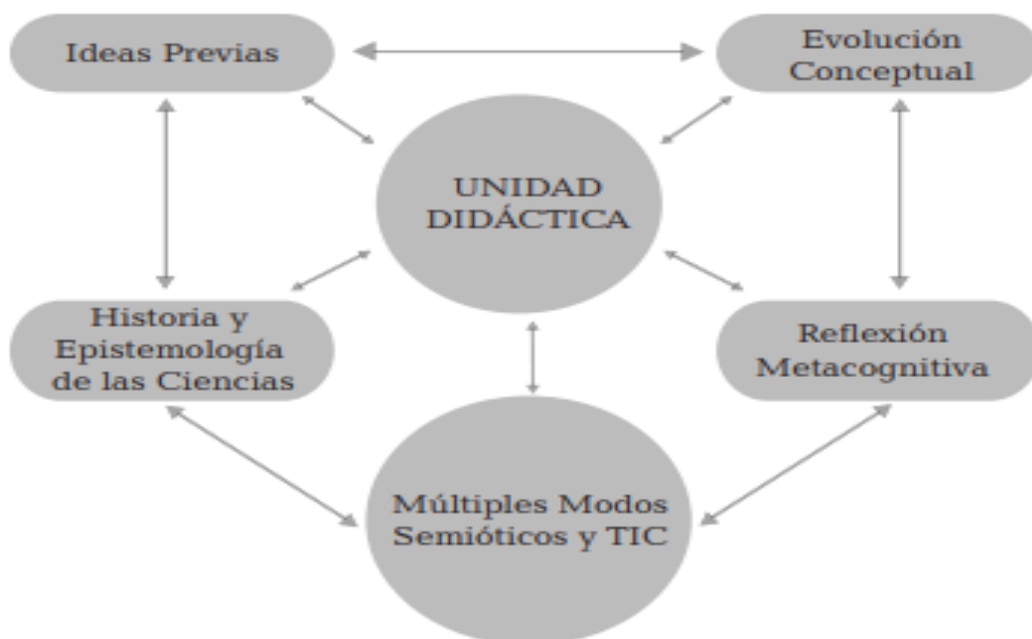 Ideas Previas
Evolución
Conceptual
UNIDAD
DIDÁCTICA
Historia y
Epistemología
de las Ciencias
Reflexión
Metacognitiva
Múltiples Modos
Semióticos y TIC